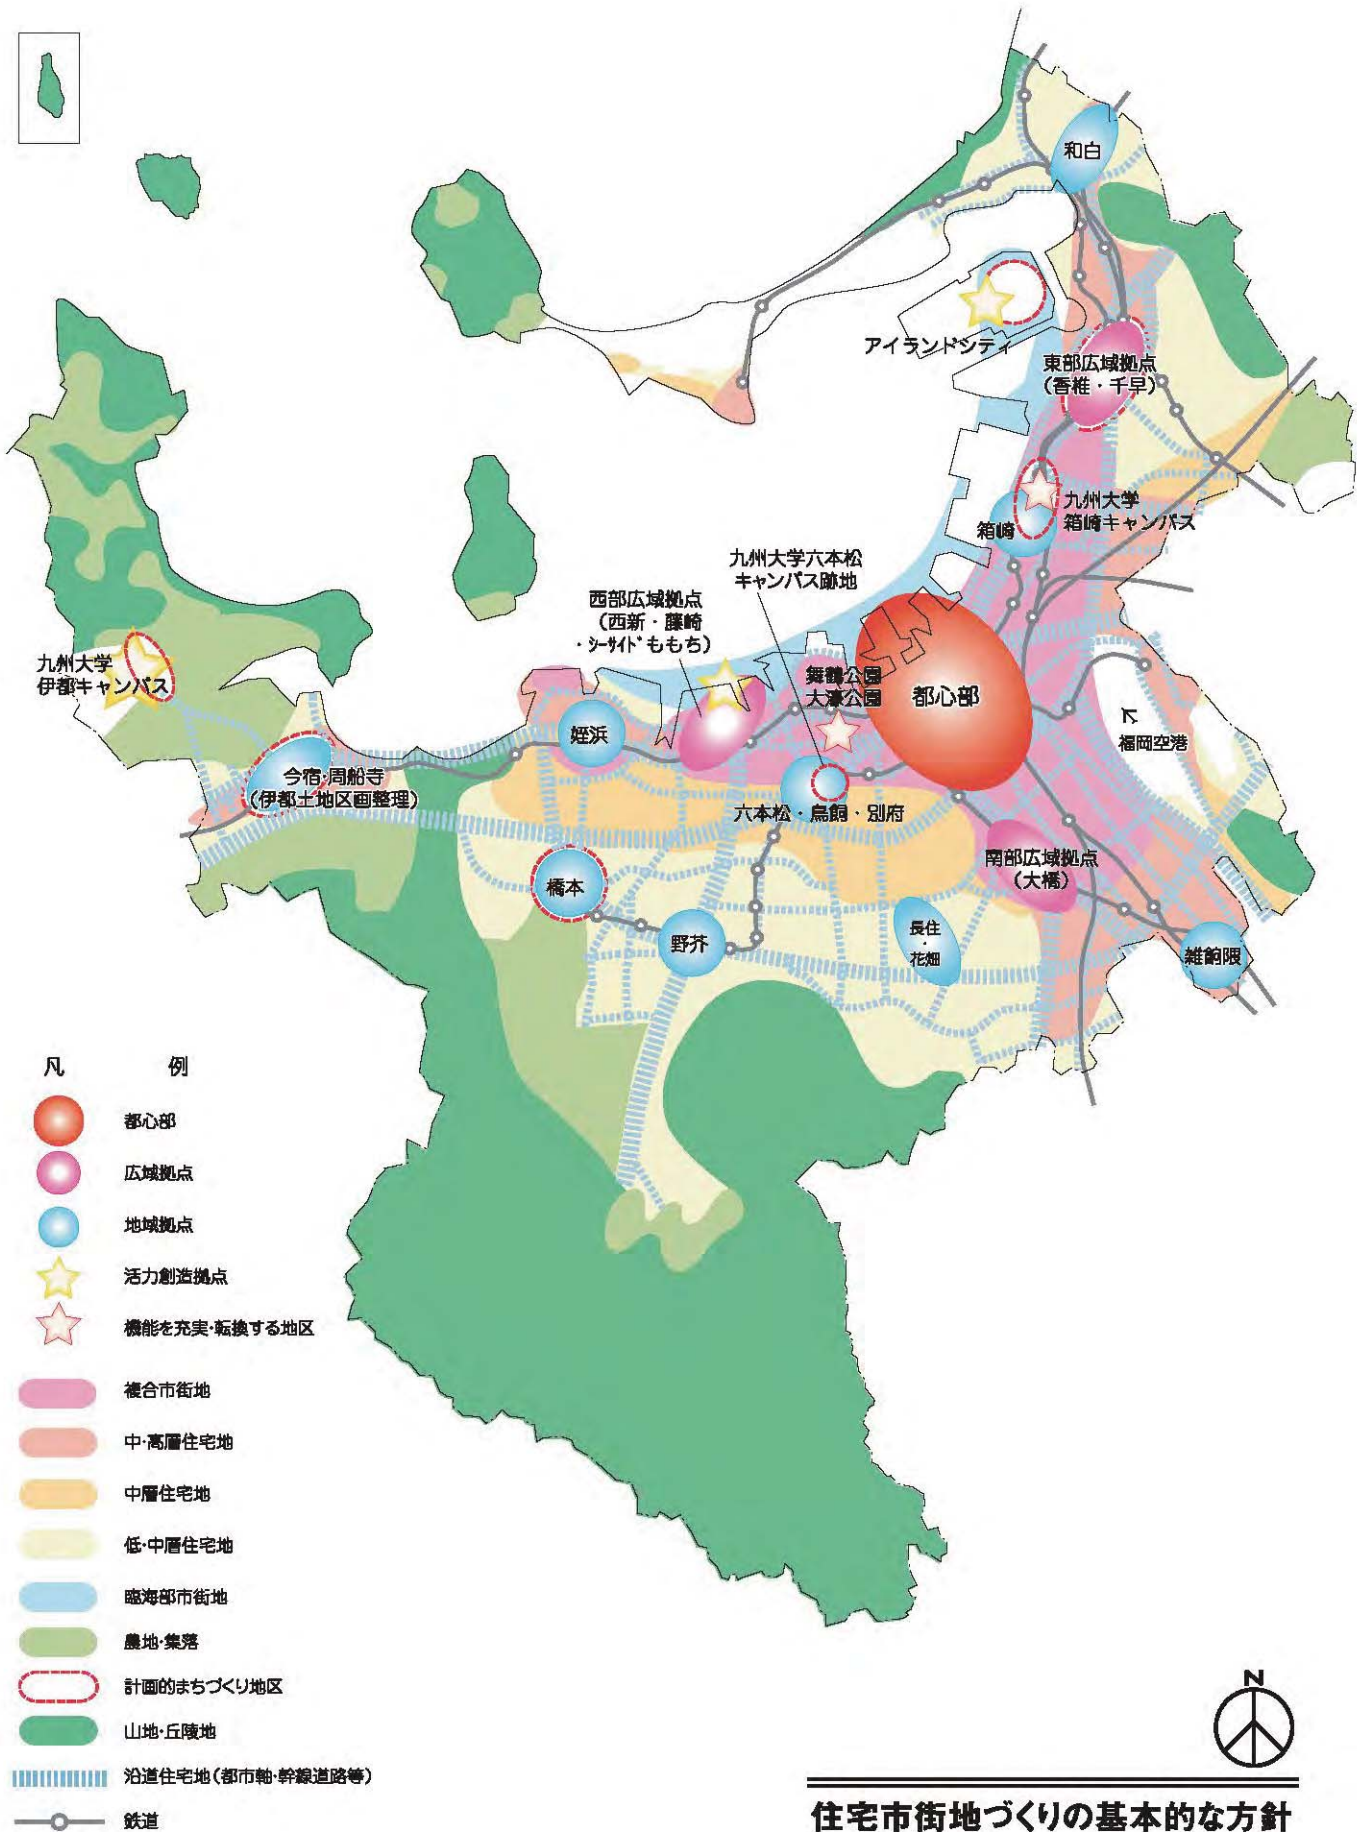 和白
アイランドシティ
東部広域拠点
(香椎・千早)
九州大学
箱崎キャンパス
箱崎
九州大学六本松
キャンパス跡地
西部広域拠点
(西新・藤崎
・シーサイドももち)
九州大学
伊都キャンパス
舞鶴公園
大濠公園
都心部
福岡空港
姪浜
今宿・周船寺
(伊都土地区画整理)
六本松・鳥飼・別府
南部広域拠点
(大橋)
橋本
野芥
長住
・
花畑
雑餉隈
凡 例
都心部
広域拠点
地域拠点
活力創造拠点
機能を充実・転換する地区
複合市街地
中・高層住宅地
中層住宅地
低・中層住宅地
臨海部市街地
農地・集落
計画的まちづくり地区
山地・丘陵地
沿道住宅地(都市軸・幹線道路等)
鉄道
N
住宅市街地づくりの基本的な方針